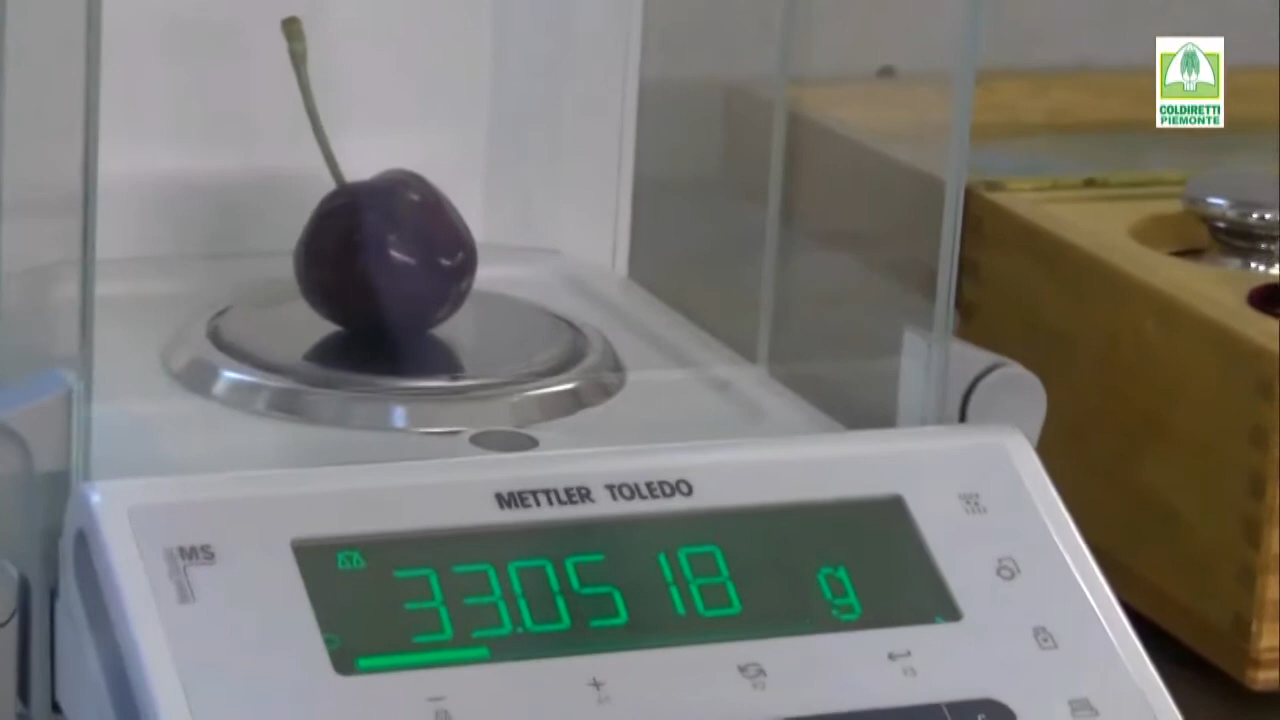 COLDIRETTI
PIEMONTE
METTLER TOLEDO
MS
33.0518 g